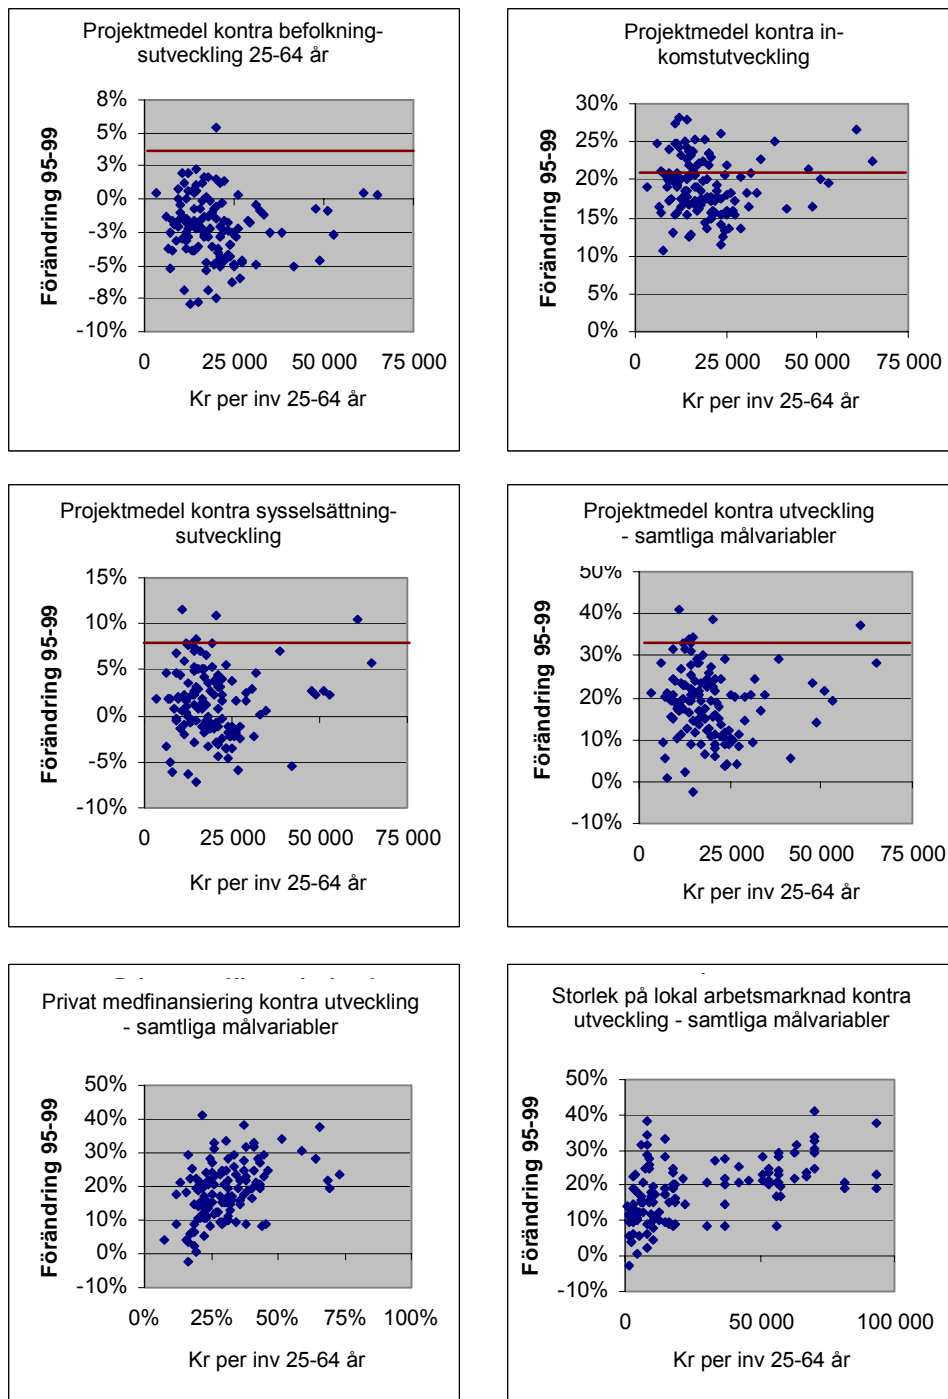 Projektmedel kontra befolkning-
sutveckling 25-64 år
8%
5%
3%
0%
-3%
-5%
-8%
-10%
Förändring 95-99
0 25 000 50 000 75 000
Kr per inv 25-64 år
Projektmedel kontra in-
komstutveckling
30%
25%
20%
15%
10%
5%
0%
Förändring 95-99
0 25 000 50 000 75 000
Kr per inv 25-64 år
Projektmedel kontra sysselsättning-
sutveckling
15%
10%
5%
0%
-5%
-10%
Förändring 95-99
0 25 000 50 000 75 000
Kr per inv 25-64 år
Projektmedel kontra utveckling
- samtliga målvariabler
50%
40%
30%
20%
10%
0%
-10%
Förändring 95-99
0 25 000 50 000 75 000
Kr per inv 25-64 år
Privat medfinansiering kontra utveckling
- samtliga målvariabler
50%
40%
30%
20%
10%
0%
-10%
Förändring 95-99
0% 25% 50% 75% 100%
Kr per inv 25-64 år
Storlek på lokal arbetsmarknad kontra
utveckling - samtliga målvariabler
50%
40%
30%
20%
10%
0%
-10%
Förändring 95-99
0 50 000 100 000
Kr per inv 25-64 år